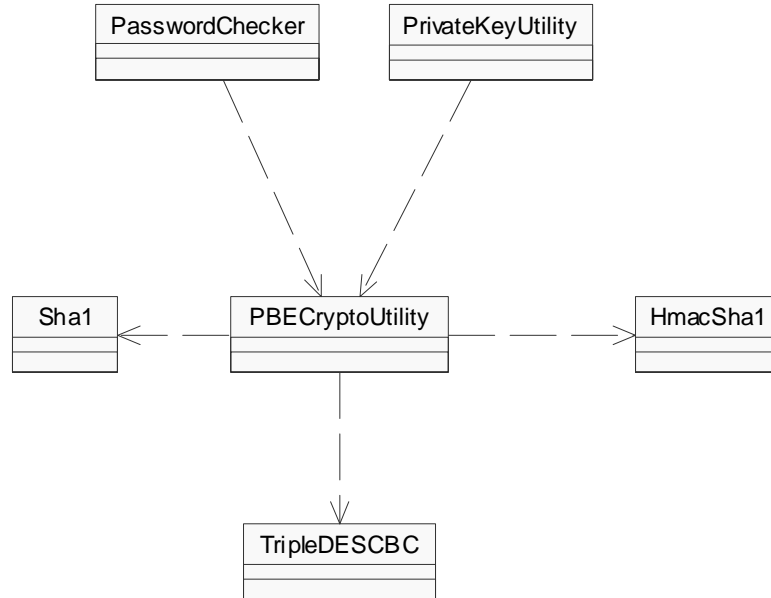 PasswordChecker
PrivateKeyUtility
Sha1
PBECryptoUtility
HmacSha1
TripleDESCBC